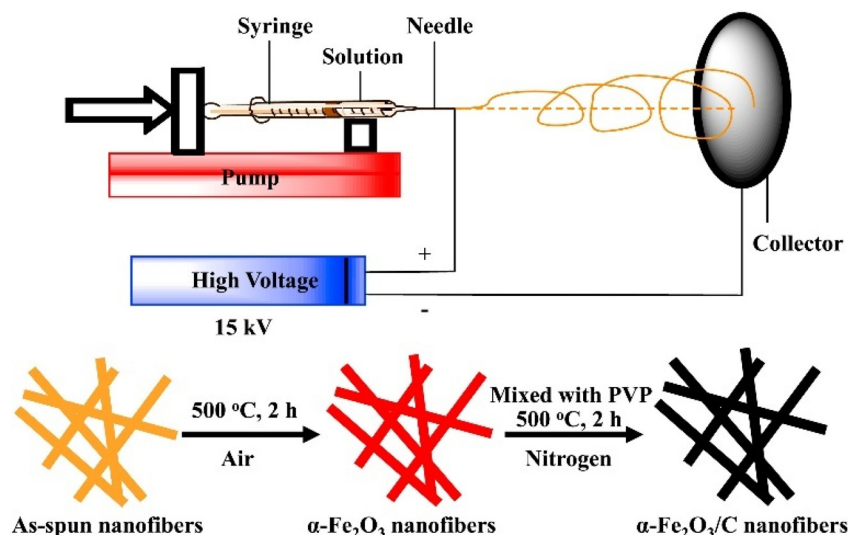 Syringe
Needle
Solution
Pump
Collector
+
High Voltage
-
15 kV
Mixed with PVP
500 °C, 2 h
500 °C, 2 h
Air
Nitrogen
As-spun nanofibers
α-Fe₂O₃ nanofibers
α-Fe₂O₃/C nanofibers